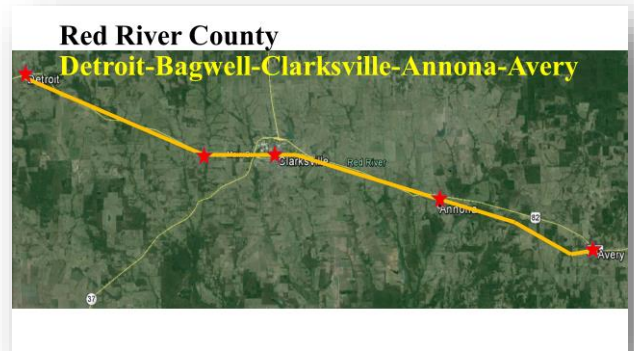 Red River County
Detroit-Bagwell-Clarksville-Annona-Avery
Detroit
Clarksville
Red River
Annona
82
Avery
37